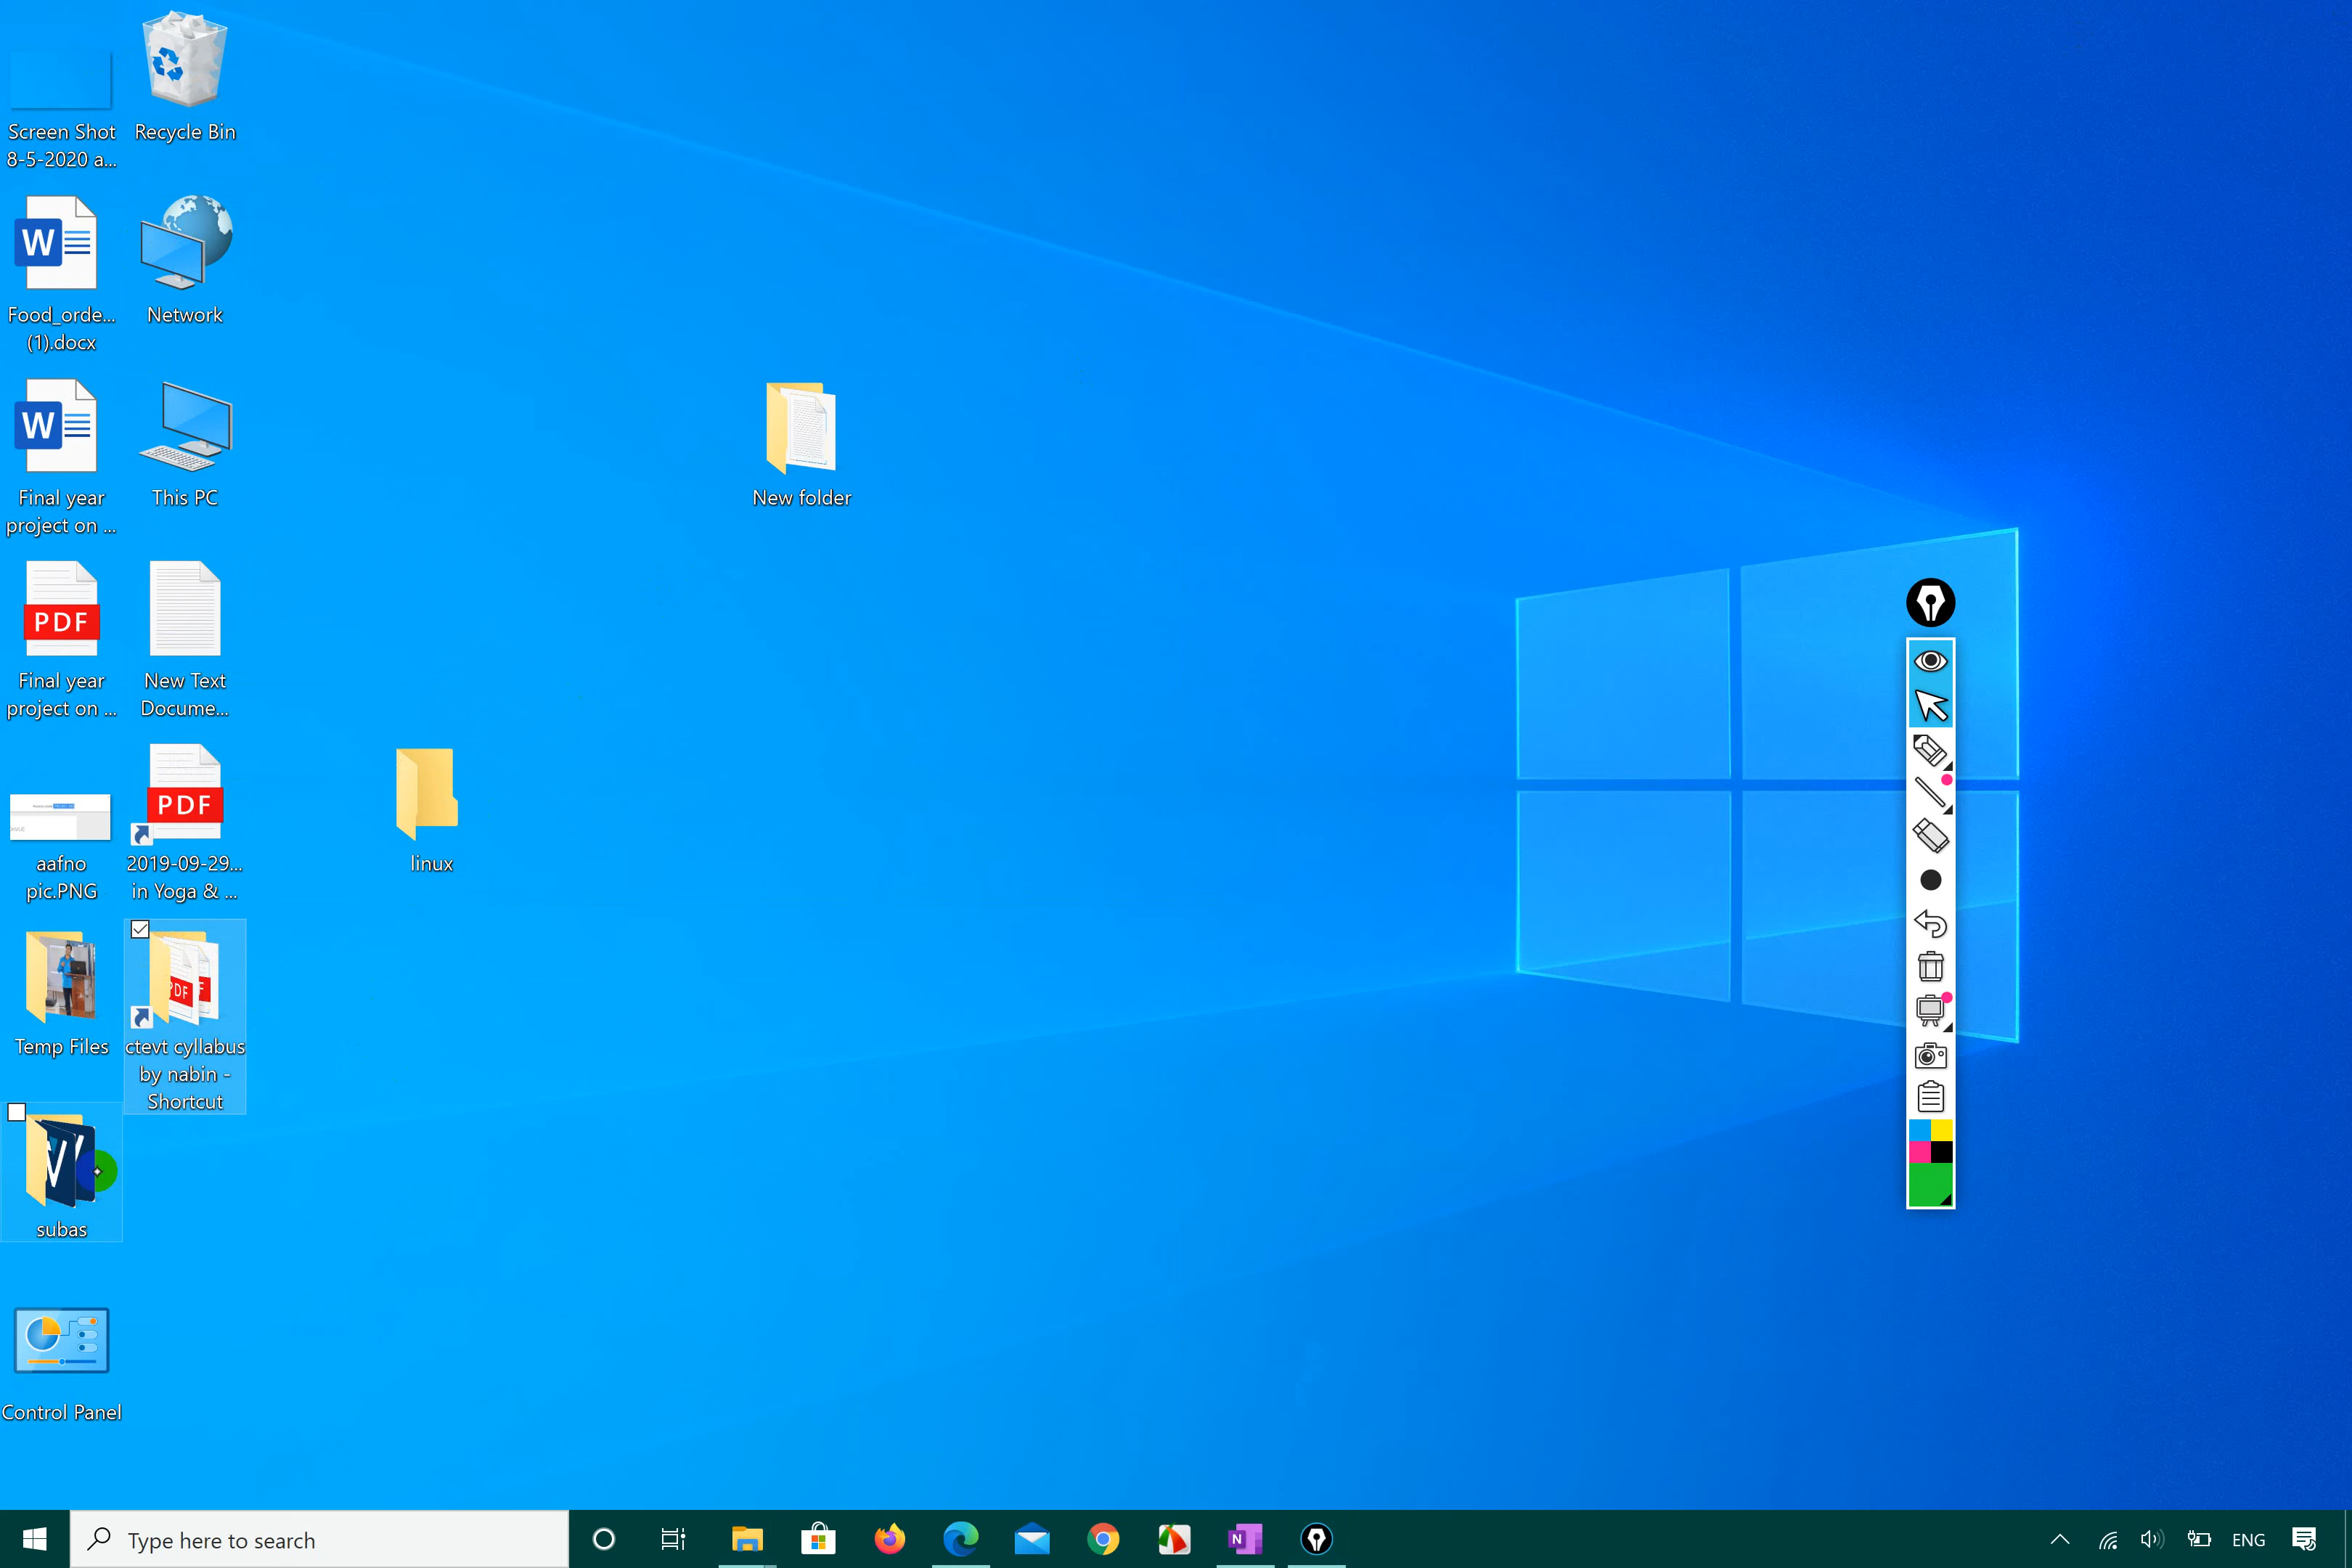 Screen Shot
8-5-2020 a...
Recycle Bin
W
Food_orde...
(1).docx
Network
W
Final year
project on ...
This PC
New folder
PDF
Final year
project on ...
New Text
Docume...
PDF
aafno
pic.PNG
2019-09-29...
in Yoga & ...
linux
Temp Files
PDF
F
ctevt cyllabus
by nabin -
Shortcut
subas
Control Panel
Type here to search
N
ENG